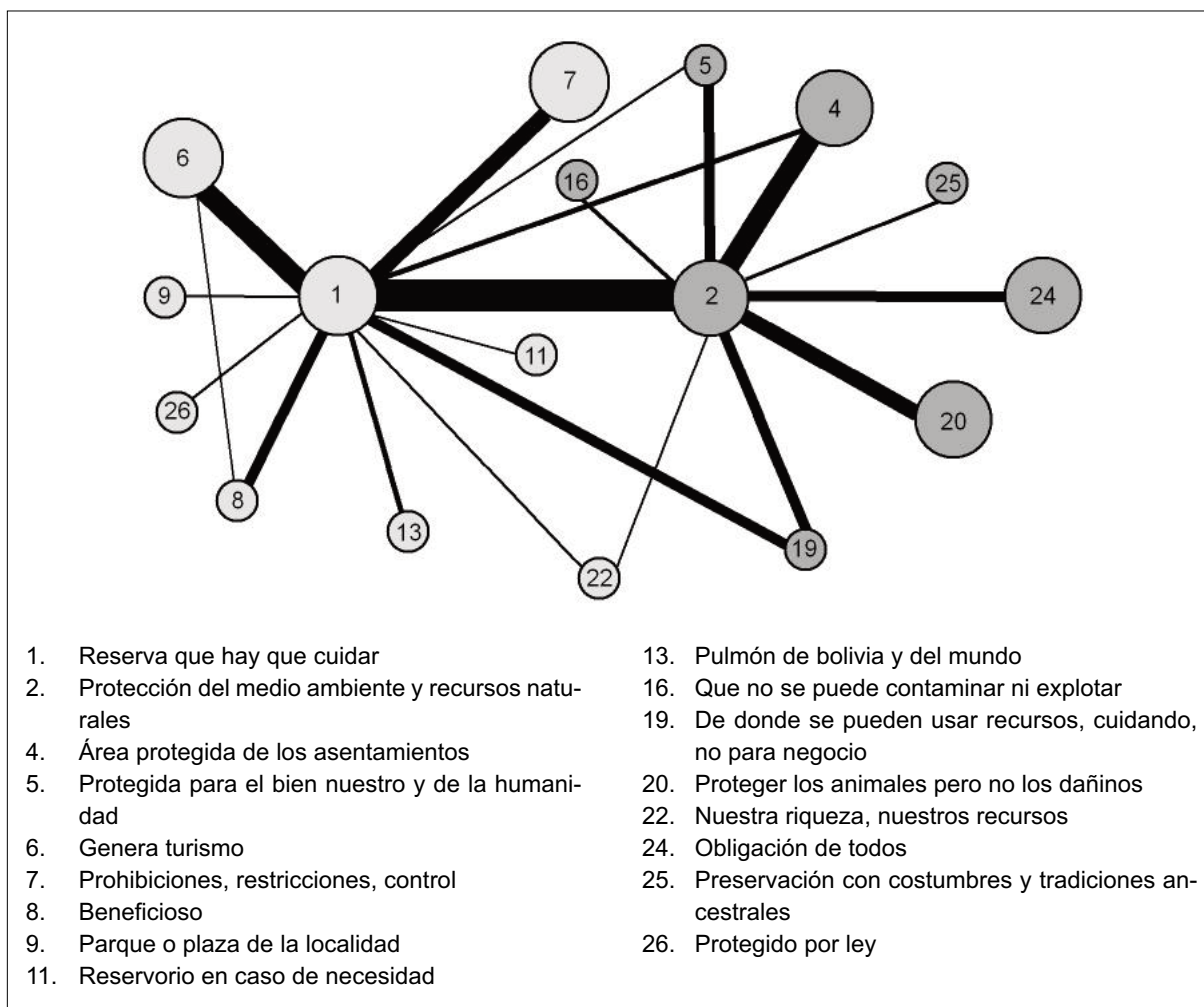 7
5
4
6
16
25
9
1
2
24
11
26
20
8
13
19
22
1. Reserva que hay que cuidar
2. Protección del medio ambiente y recursos natu-
rales
4. Área protegida de los asentamientos
5. Protegida para el bien nuestro y de la humani-
dad
6. Genera turismo
7. Prohibiciones, restricciones, control
8. Beneficioso
9. Parque o plaza de la localidad
11. Reservorio en caso de necesidad
13. Pulmón de bolivia y del mundo
16. Que no se puede contaminar ni explotar
19. De donde se pueden usar recursos, cuidando,
no para negocio
20. Proteger los animales pero no los dañinos
22. Nuestra riqueza, nuestros recursos
24. Obligación de todos
25. Preservación con costumbres y tradiciones an-
cestrales
26. Protegido por ley